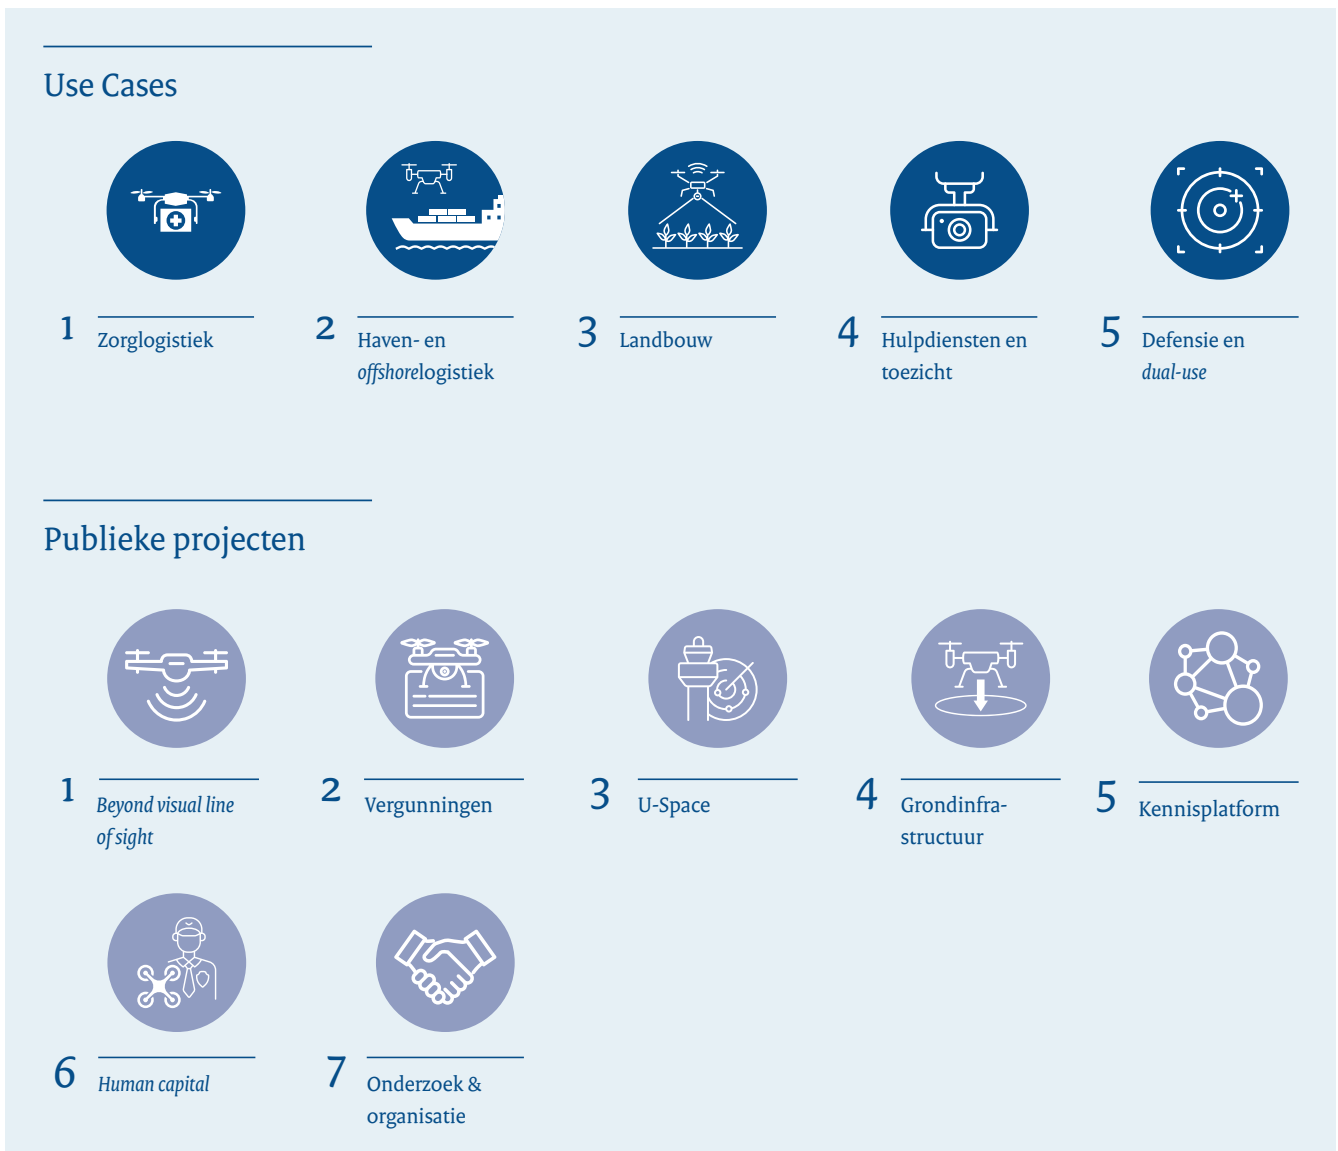 Use Cases
1 Zorglogistiek
2 Haven- en
offshorelogistiek
3 Landbouw
4 Hulpdiensten en
toezicht
5 Defensie en
dual-use
Publieke projecten
1 Beyond visual line
of sight
2 Vergunningen
3 U-Space
4 Grondinfra-
structuur
5 Kennisplatform
6 Human capital
7 Onderzoek &
organisatie